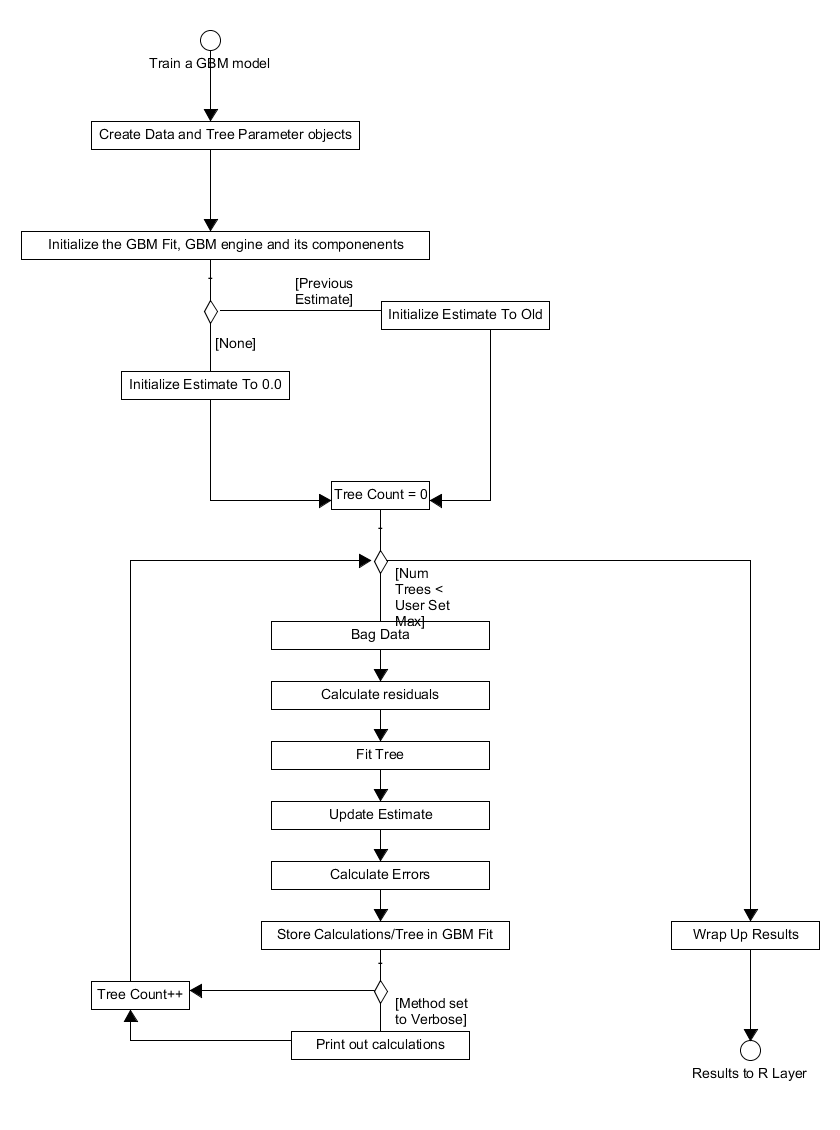 Train a GBM model
Create Data and Tree Parameter objects
Initialize the GBM Fit, GBM engine and its componenents
[Previous
Estimate]
Initialize Estimate To Old
[None]
Initialize Estimate To 0.0
Tree Count = 0
[Num
Trees <
User Set
Max]
Bag Data
Calculate residuals
Fit Tree
Update Estimate
Calculate Errors
Store Calculations/Tree in GBM Fit
Wrap Up Results
Tree Count++
[Method set
to Verbose]
Print out calculations
Results to R Layer